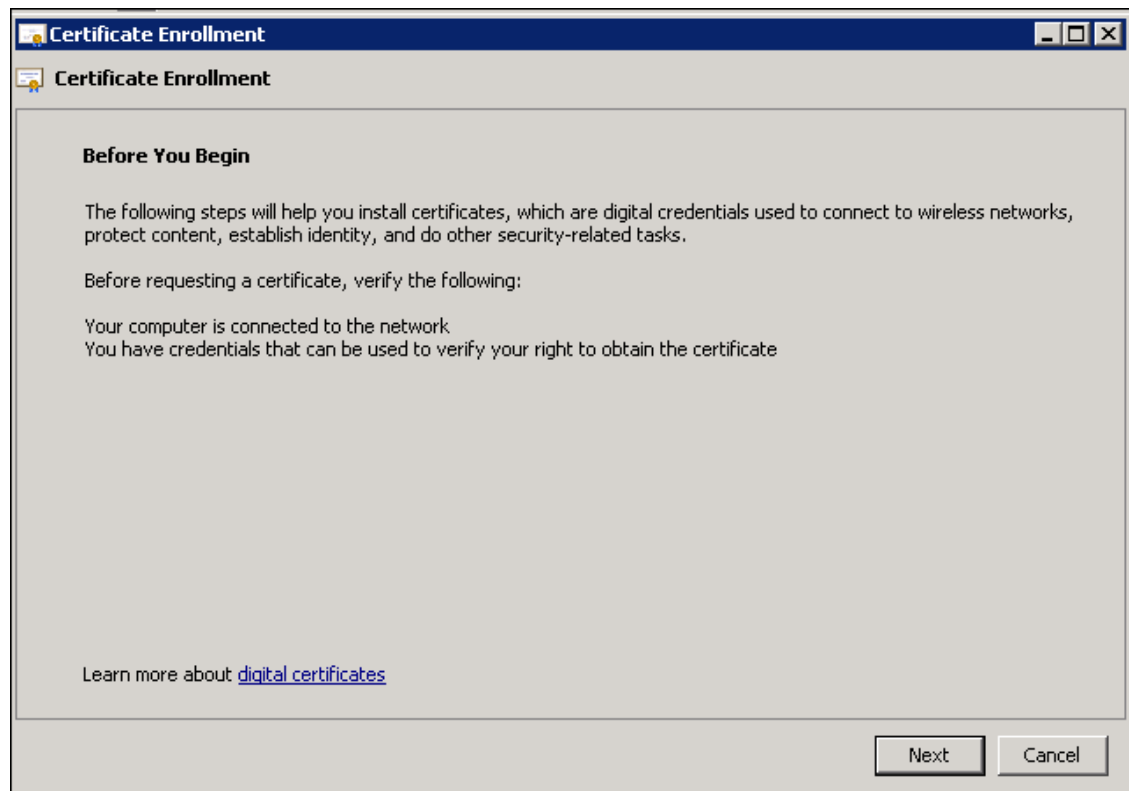 Certificate Enrollment
Certificate Enrollment
Before You Begin
The following steps will help you install certificates, which are digital credentials used to connect to wireless networks,
protect content, establish identity, and do other security-related tasks.
Before requesting a certificate, verify the following:
Your computer is connected to the network
You have credentials that can be used to verify your right to obtain the certificate
Learn more about digital certificates
Next Cancel